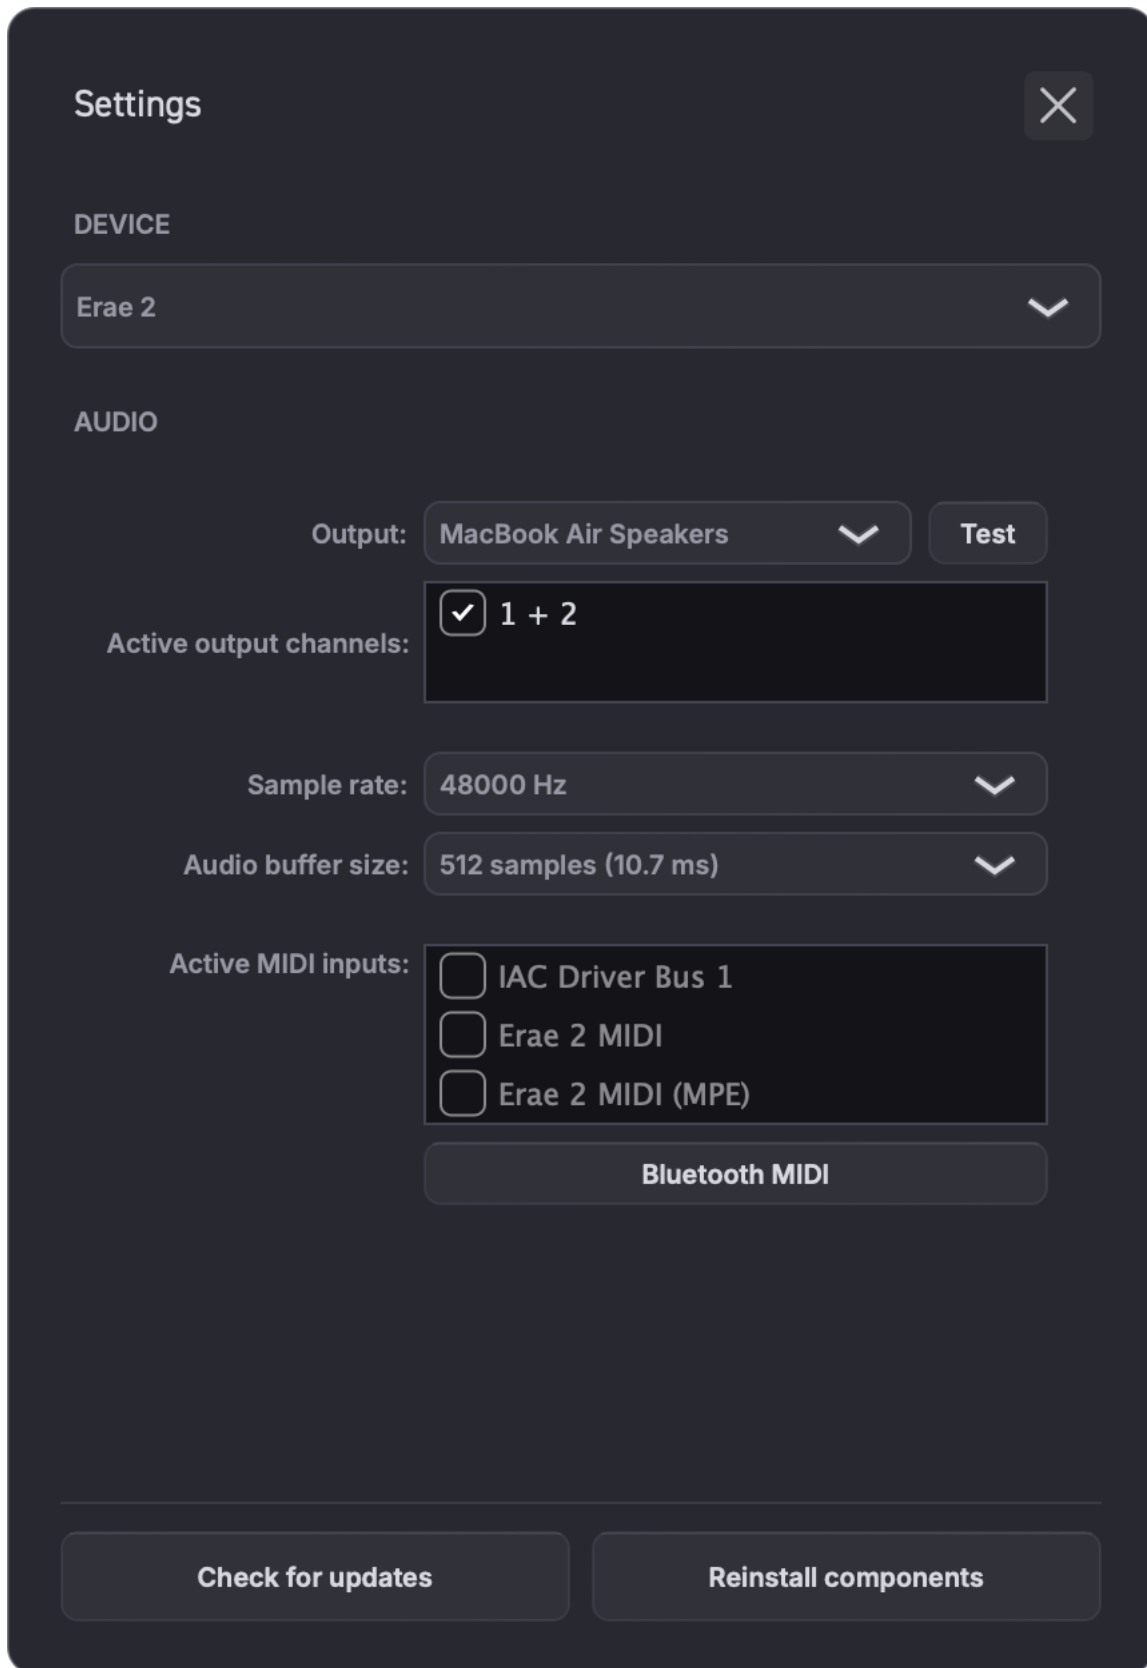 Settings
DEVICE
Erae 2
AUDIO
Output: MacBook Air Speakers Test
Active output channels: 1 + 2
Sample rate: 48000 Hz
Audio buffer size: 512 samples (10.7 ms)
Active MIDI inputs: IAC Driver Bus 1
Erae 2 MIDI
Erae 2 MIDI (MPE)
Bluetooth MIDI
Check for updates Reinstall components